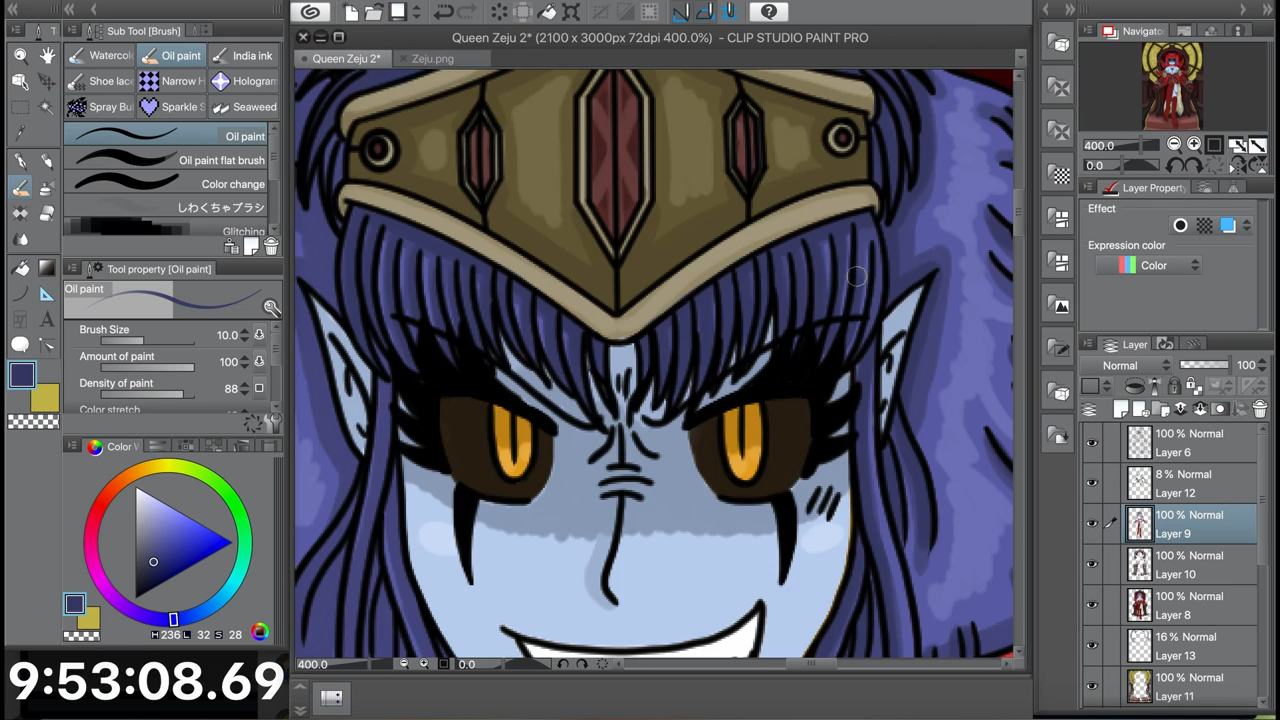 Queen Zeju 2* (2100 x 3000px 72dpi 400.0%) - CLIP STUDIO PAINT PRO
Queen Zeju 2*
Zeju.png
T
Sub Tool [Brush]
Watercol
Oil paint
India ink
Shoe lace
Narrow H
Hologram
Spray Bu
Sparkle S
Seaweed
Oil paint
Oil paint flat brush
Color change
しわくちゃブラシ
Glitching
Tool property [Oil paint]
Oil paint
Brush Size
10.0
Amount of paint
100
Density of paint
88
Color stretch
Color W
H 236 L 32 S 28
9:53:08.69
400.0
0.0
Navigato
400.0
0.0
Layer Property
Effect
Expression color
Color
Layer
Normal
100
100 % Normal
Layer 6
8 % Normal
Layer 12
100 % Normal
Layer 9
100 % Normal
Layer 10
100 % Normal
Layer 8
16 % Normal
Layer 13
100 % Normal
Layer 11